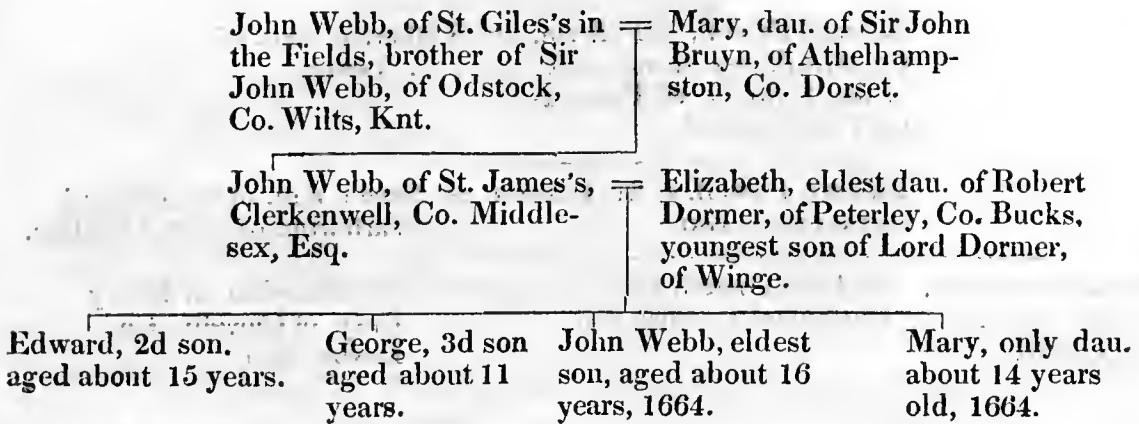 John Webb, of St. Giles's in
the Fields, brother of Sir
John Webb, of Odstock,
Co. Wilts, Knt.
Mary, dau. of Sir John
Bruyn, of Athelhamp-
ston, Co. Dorset.
John Webb, of St. James's,
Clerkenwell, Co. Middle-
sex, Esq.
Elizabeth, eldest dau. of Robert
Dormer, of Peterley, Co. Bucks,
youngest son of Lord Dormer,
of Winge.
Edward, 2d son.
aged about 15 years.
George, 3d son
aged about 11
years.
John Webb, eldest
son, aged about 16
years, 1664.
Mary, only dau.
about 14 years
old, 1664.